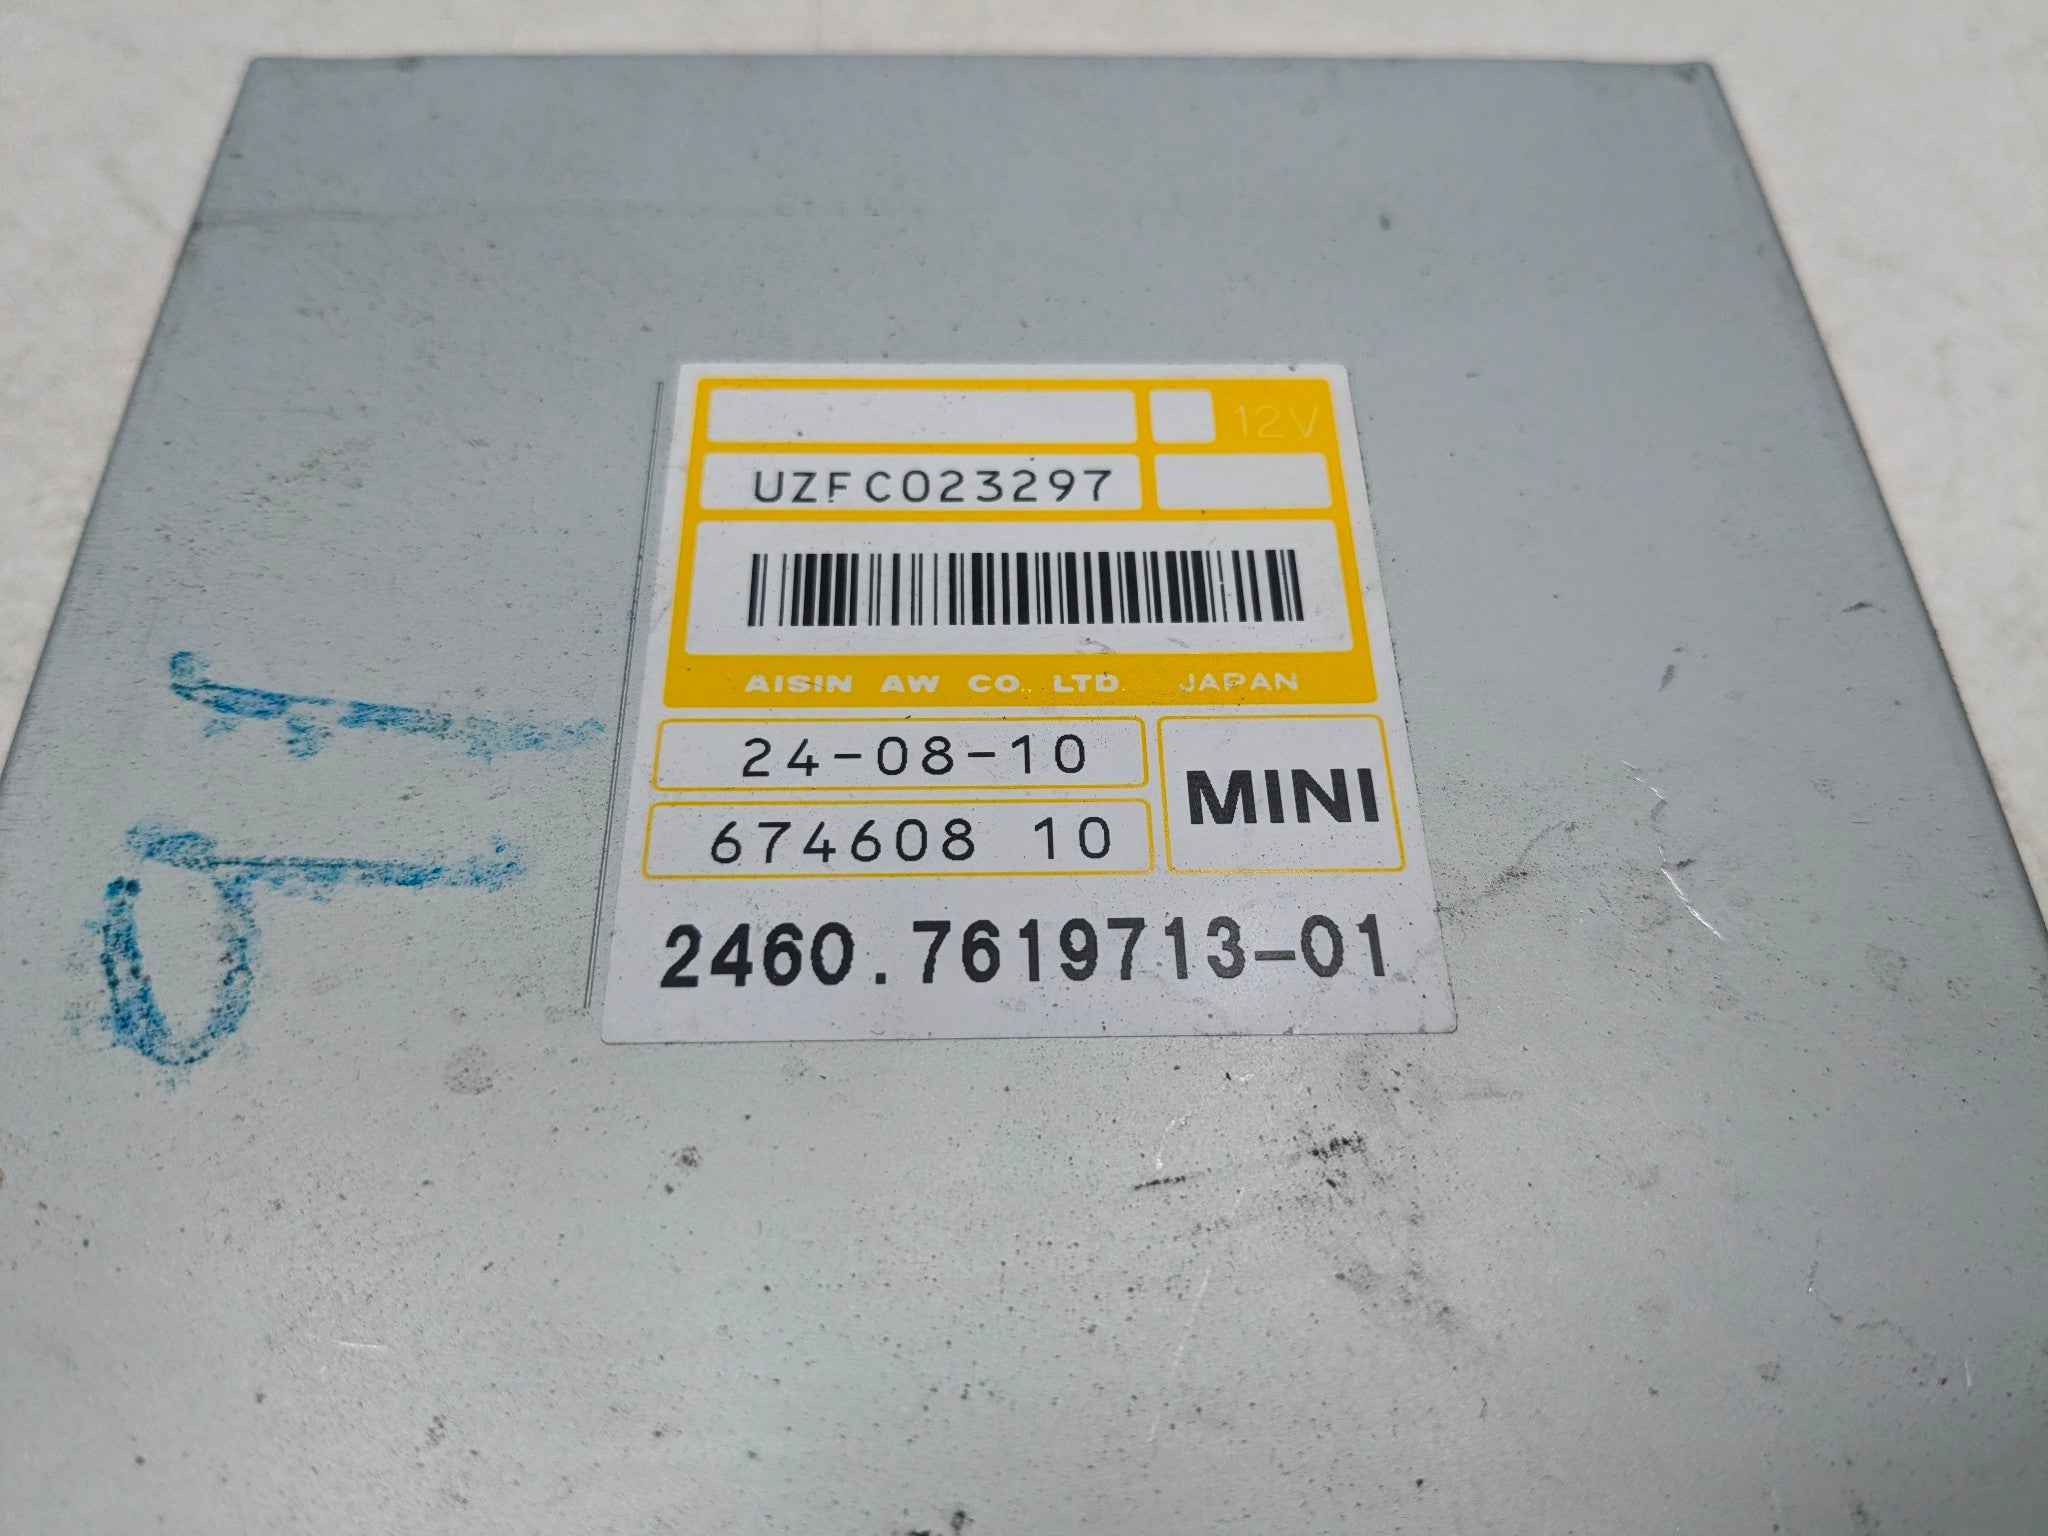 12V
UZFC023297
AISIN AW CO., LTD. JAPAN
24-08-10
MINI
674608 10
2460.7619713-01